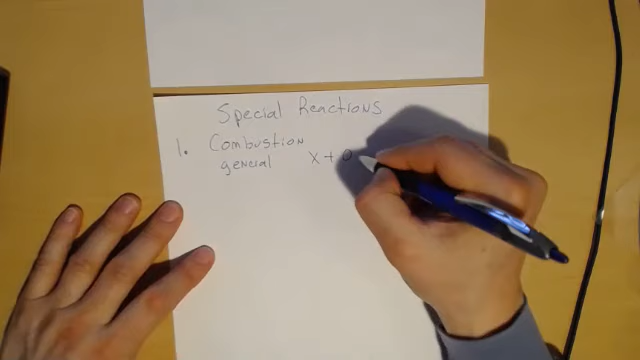 Special Reactions
1. Combustion
general X + O